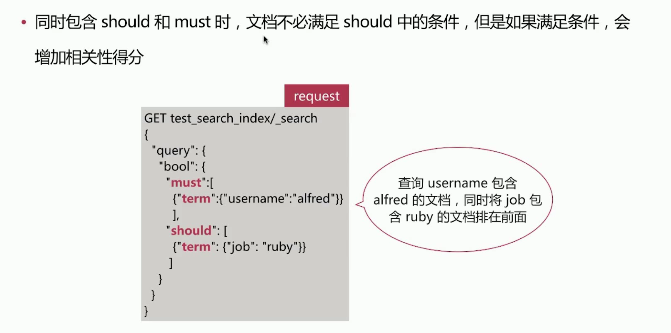 • 同时包含 should 和 must 时，文档不必满足 should 中的条件，但是如果满足条件，会
增加相关性得分
request
GET test_search_index/_search
{
"query": {
"bool": {
"must":[
{"term":{"username":"alfred"}}
],
"should": [
{"term": {"job": "ruby"}}
]
}
}
}
查询 username 包含
alfred 的文档，同时将 job 包
含 ruby 的文档排在前面